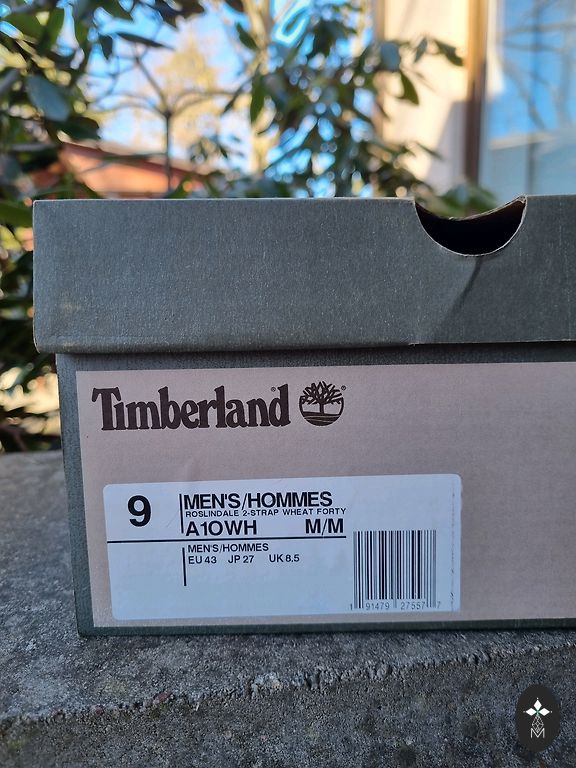 Timberland®
9
MEN'S/HOMMES
ROSLINDALE 2-STRAP WHEAT FORTY
A1OWH M/M
MEN'S/HOMMES
EU 43 JP 27 UK 8.5
1 91479 27557 7
M